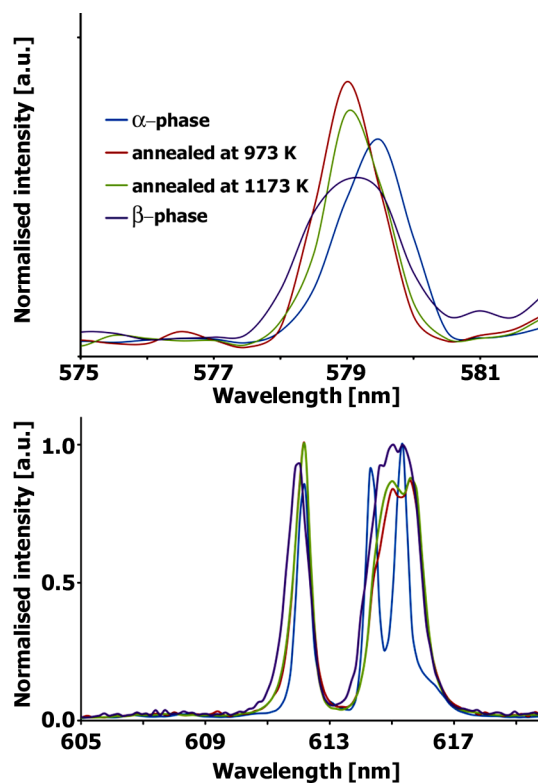 Normalised intensity [a.u.]
α–phase
annealed at 973 K
annealed at 1173 K
β–phase
575 577 579 581
Wavelength [nm]
Normalised intensity [a.u.]
1.0
0.5
0.0
605 609 613 617
Wavelength [nm]